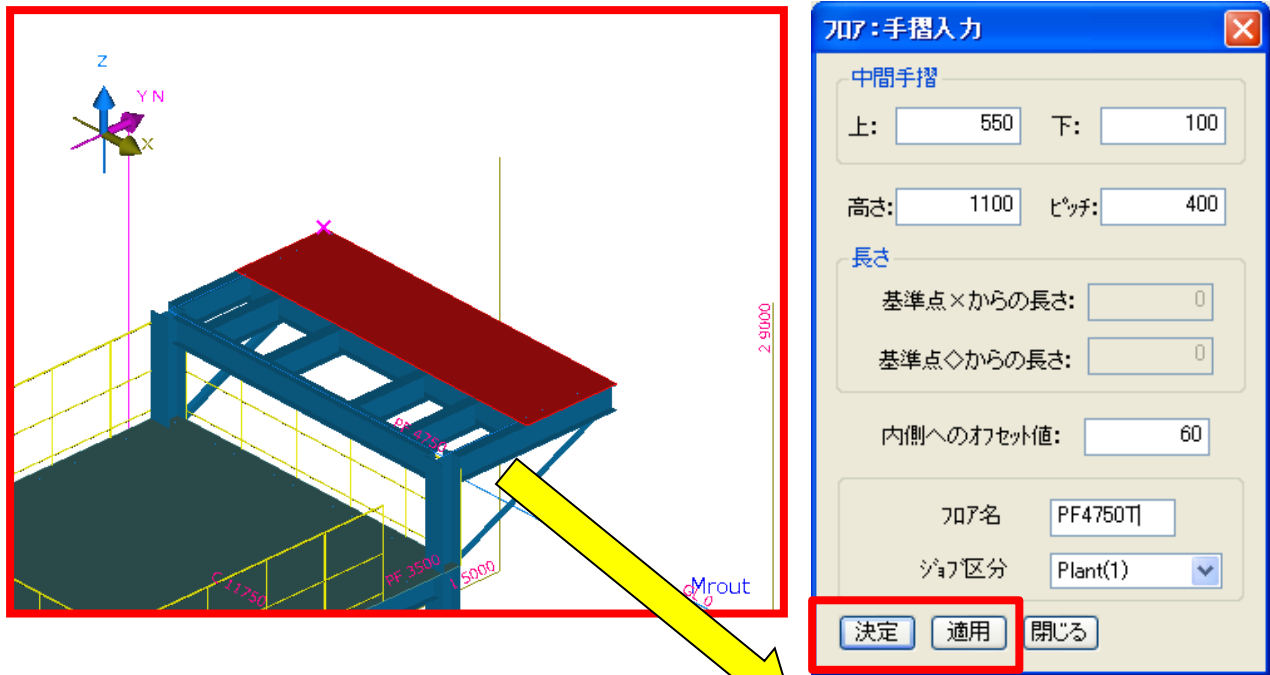 Z
Y N
X
2 9000
PF 4750
C 11750
PF 3500
1 5000
Mrout
フロア:手摺入力
中間手摺
上: 550 下: 100
高さ: 1100 ピッチ: 400
長さ
基準点×からの長さ: 0
基準点◇からの長さ: 0
内側へのオフセット値: 60
フロア名 PF4750T
ジョブ区分 Plant(1)
決定 適用 閉じる